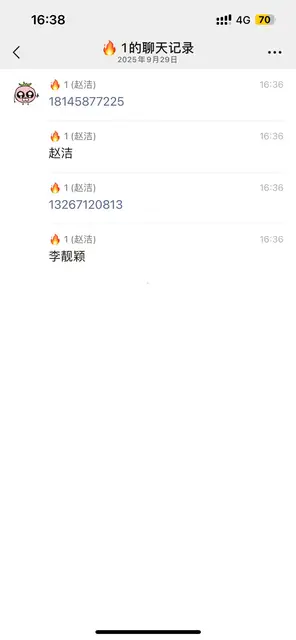 16:38
4G 70
🔥 1的聊天记录
2025年9月29日
🔥 1 (赵洁) 16:36
18145877225
🔥 1 (赵洁) 16:36
赵洁
🔥 1 (赵洁) 16:36
13267120813
🔥 1 (赵洁) 16:36
李靓颖